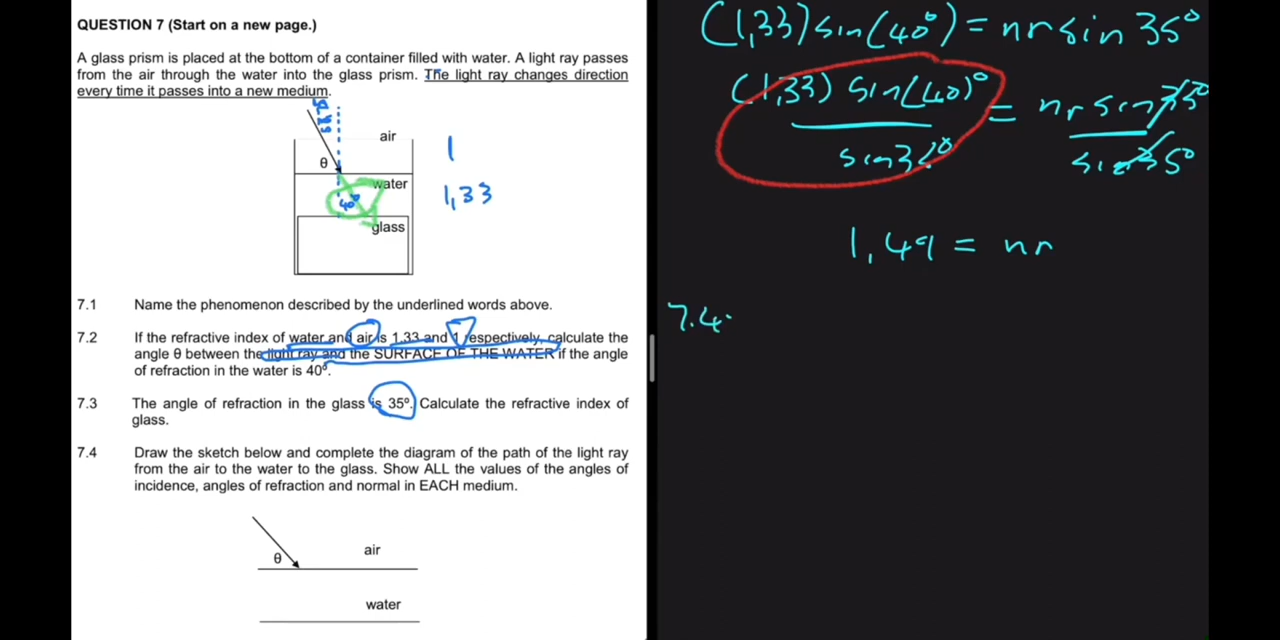 QUESTION 7 (Start on a new page.)
A glass prism is placed at the bottom of a container filled with water. A light ray passes
from the air through the water into the glass prism. The light ray changes direction
every time it passes into a new medium.
air
1
θ
water
1,33
40°
glass
7.1 Name the phenomenon described by the underlined words above.
7.2 If the refractive index of water and air is 1,33 and 1 respectively, calculate the
angle θ between the light ray and the SURFACE OF THE WATER if the angle
of refraction in the water is 40°.
7.3 The angle of refraction in the glass is 35°. Calculate the refractive index of
glass.
7.4 Draw the sketch below and complete the diagram of the path of the light ray
from the air to the water to the glass. Show ALL the values of the angles of
incidence, angles of refraction and normal in EACH medium.
θ
air
water
(1,33) sin(40°) = nr sin 35°
(1,33) sin(40)° = nr sin 35°
sin 35° sin 35°
1,49 = nr
7.4.